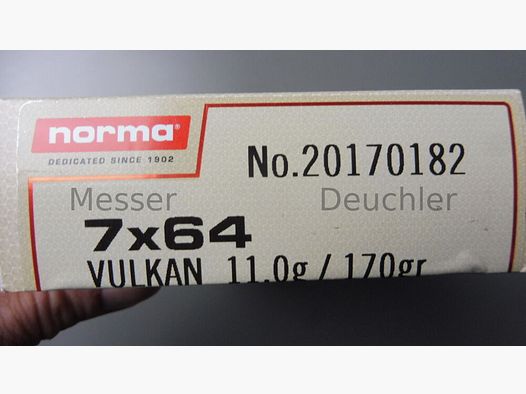 norma®
DEDICATED SINCE 1902
No.20170182
Messer Deuchler
7x64
VULKAN 11.0g / 170gr